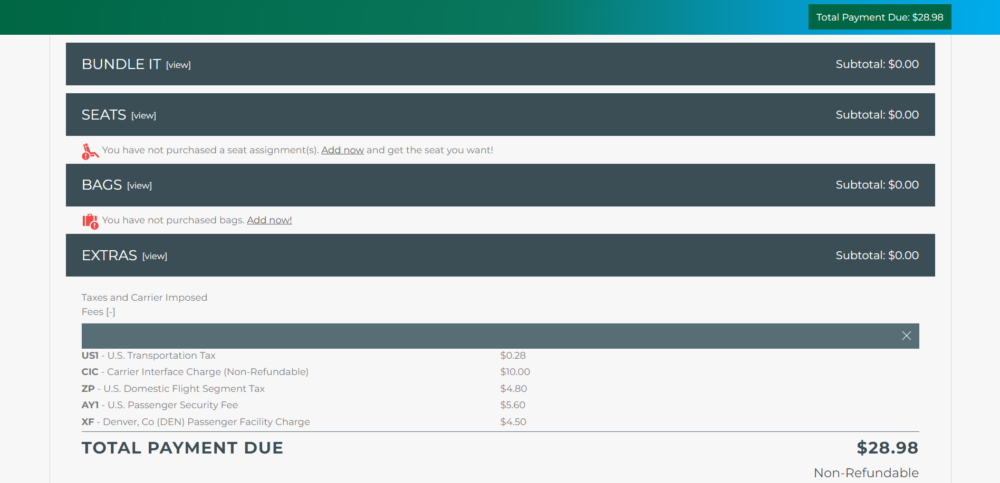 Total Payment Due: $28.98
BUNDLE IT [view] Subtotal: $0.00
SEATS [view] Subtotal: $0.00
You have not purchased a seat assignment(s). Add now and get the seat you want!
BAGS [view] Subtotal: $0.00
You have not purchased bags. Add now!
EXTRAS [view] Subtotal: $0.00
Taxes and Carrier Imposed
Fees [-]
US1 - U.S. Transportation Tax $0.28
CIC - Carrier Interface Charge (Non-Refundable) $10.00
ZP - U.S. Domestic Flight Segment Tax $4.80
AY1 - U.S. Passenger Security Fee $5.60
XF - Denver, Co (DEN) Passenger Facility Charge $4.50
TOTAL PAYMENT DUE $28.98
Non-Refundable